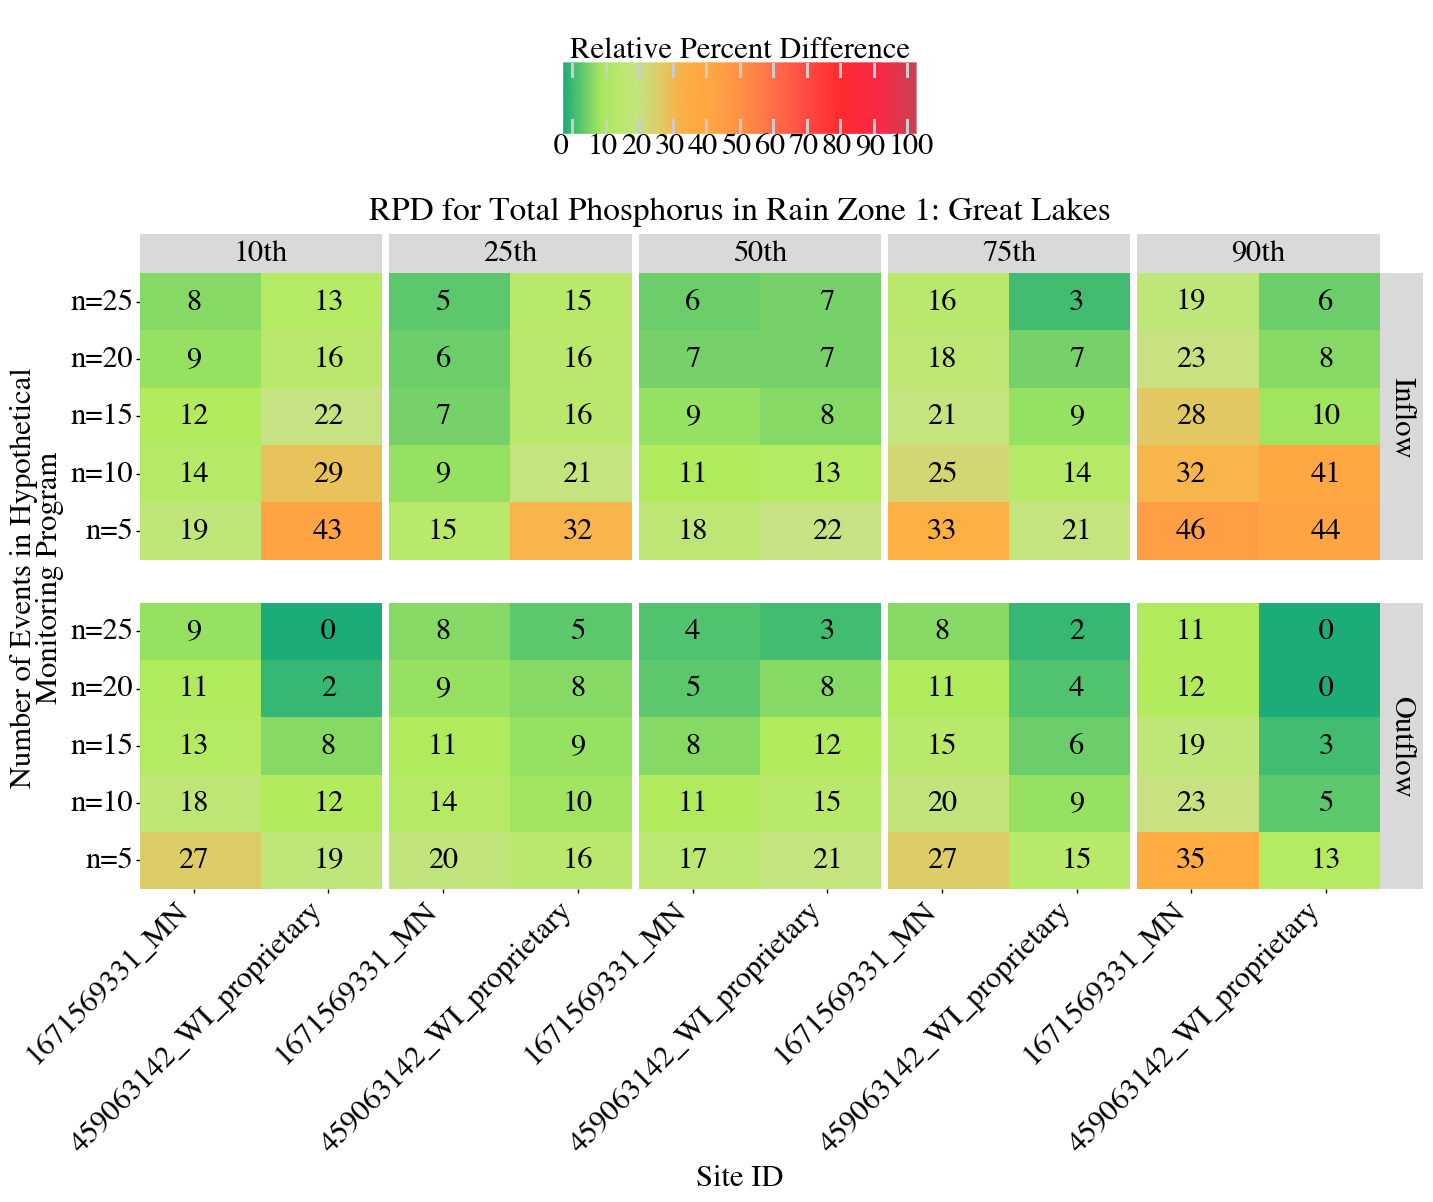 Relative Percent Difference
0 10 20 30 40 50 60 70 80 90 100
RPD for Total Phosphorus in Rain Zone 1: Great Lakes
10th 25th 50th 75th 90th
n=25 8 13 5 15 6 7 16 3 19 6
n=20 9 16 6 16 7 7 18 7 23 8
n=15 12 22 7 16 9 8 21 9 28 10
n=10 14 29 9 21 11 13 25 14 32 41
n=5 19 43 15 32 18 22 33 21 46 44
Inflow
n=25 9 0 8 5 4 3 8 2 11 0
n=20 11 2 9 8 5 8 11 4 12 0
n=15 13 8 11 9 8 12 15 6 19 3
n=10 18 12 14 10 11 15 20 9 23 5
n=5 27 19 20 16 17 21 27 15 35 13
Outflow
Number of Events in Hypothetical
Monitoring Program
1671569331_MN 459063142_WI_proprietary 1671569331_MN 459063142_WI_proprietary 1671569331_MN 459063142_WI_proprietary 1671569331_MN 459063142_WI_proprietary 1671569331_MN 459063142_WI_proprietary
Site ID